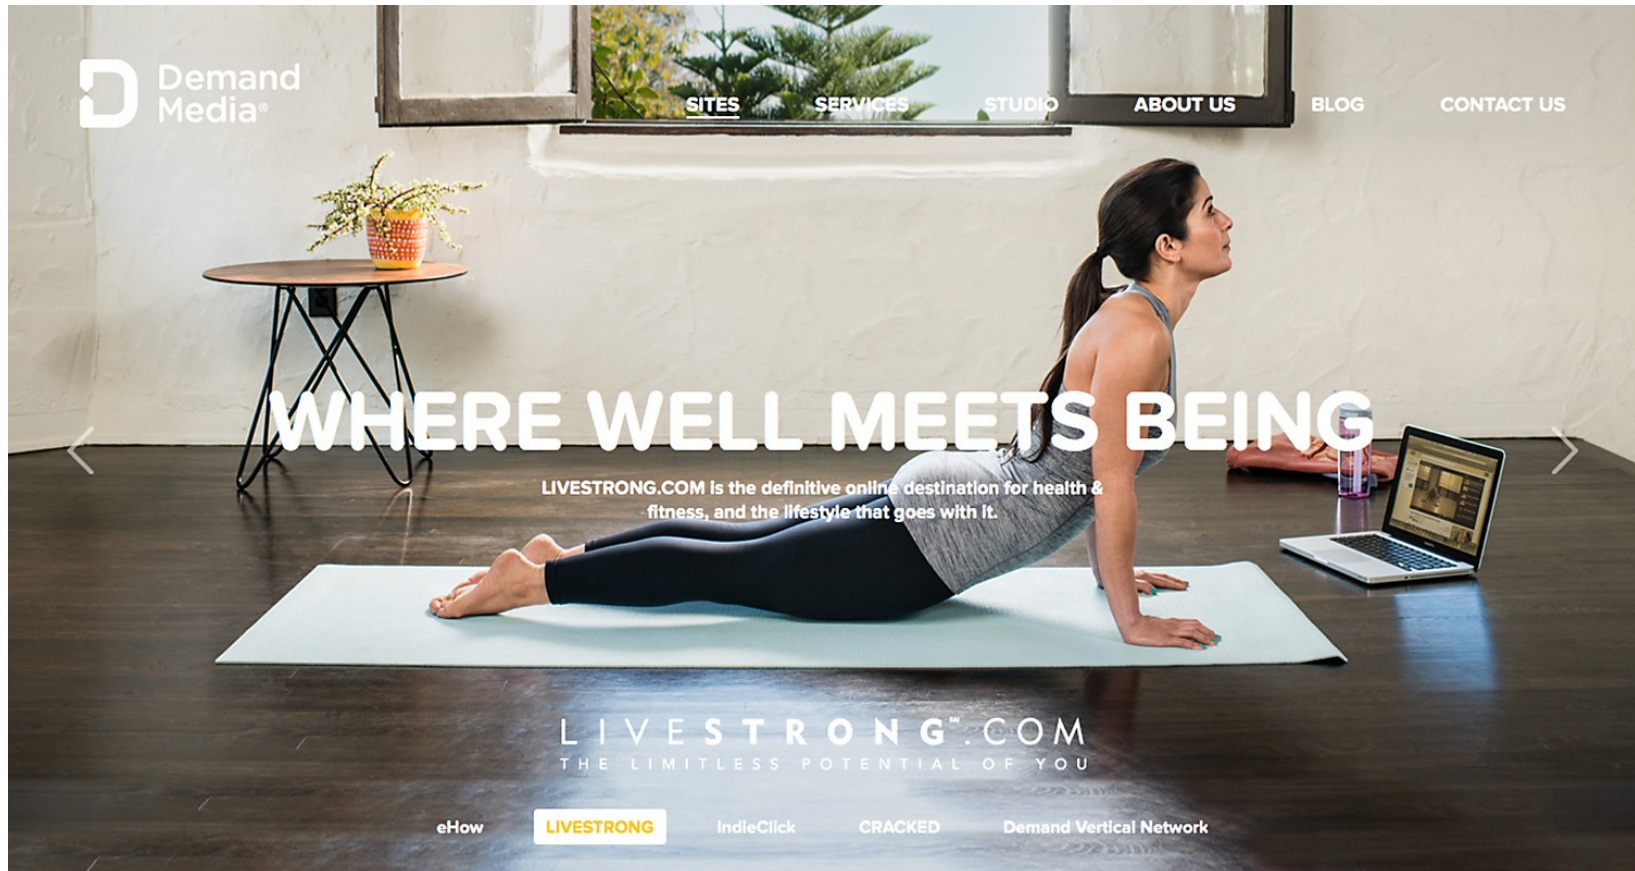 Demand
Media®
SITES
SERVICES
STUDIO
ABOUT US
BLOG
CONTACT US
WHERE WELL MEETS BEING
LIVESTRONG.COM is the definitive online destination for health &
fitness, and the lifestyle that goes with it.
LIVESTRONG℠.COM
THE LIMITLESS POTENTIAL OF YOU
eHow
LIVESTRONG
IndieClick
CRACKED
Demand Vertical Network